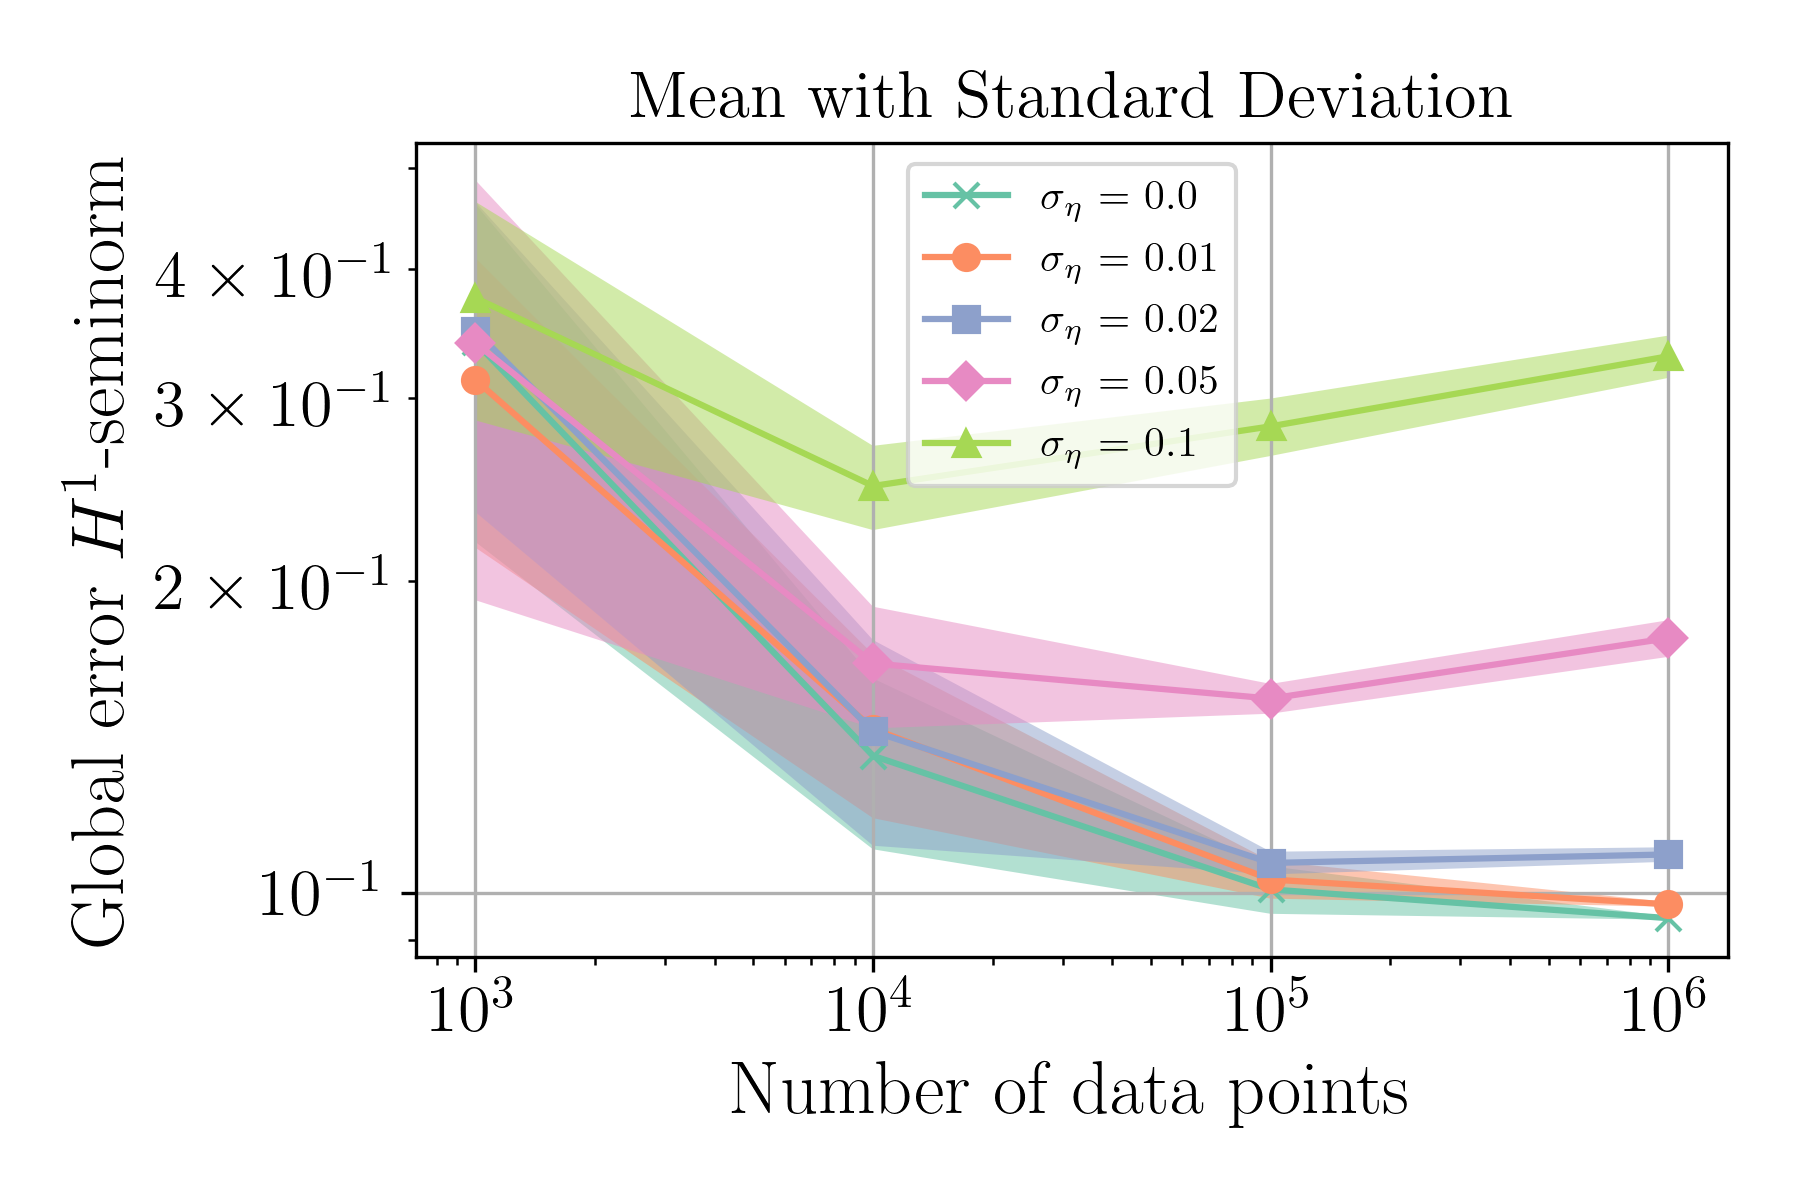 Mean with Standard Deviation
Global error H¹-seminorm
4 × 10⁻¹
3 × 10⁻¹
2 × 10⁻¹
10⁻¹
σ_η = 0.0
σ_η = 0.01
σ_η = 0.02
σ_η = 0.05
σ_η = 0.1
10³ 10⁴ 10⁵ 10⁶
Number of data points